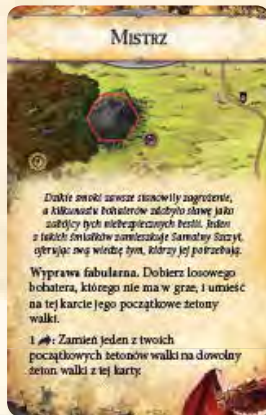 Mistrz
Dzikie smoki zawsze stanowiły zagrożenie,
a kilkunastu bohaterów zdobyło sławę jako
zabójcy tych niebezpiecznych bestii. Jeden
z takich śmiałków zamieszkuje Samotny Szczyt,
oferując swą wiedzę tym, którzy jej potrzebują.
Wyprawa fabularna. Dobierz losowego
bohatera, którego nie ma w grze, i umieść
na tej karcie jego początkowe żetony
walki.
1 : Zamień jeden z twoich
początkowych żetonów walki na dowolny
żeton walki z tej karty.